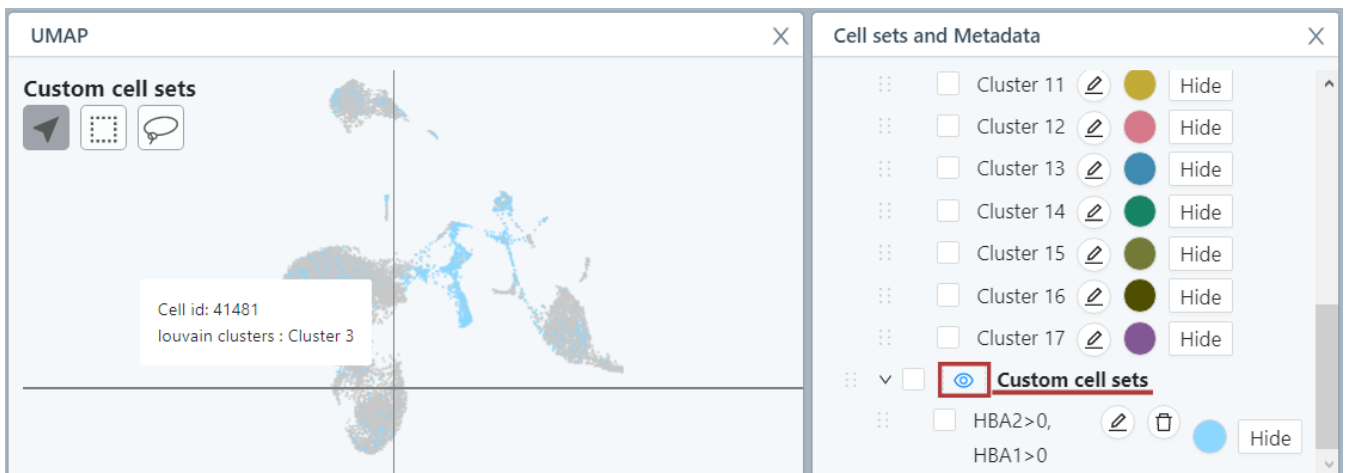 UMAP
Custom cell sets
Cell id: 41481
louvain clusters : Cluster 3
Cell sets and Metadata
Cluster 11 Hide
Cluster 12 Hide
Cluster 13 Hide
Cluster 14 Hide
Cluster 15 Hide
Cluster 16 Hide
Cluster 17 Hide
Custom cell sets
HBA2>0,
HBA1>0 Hide